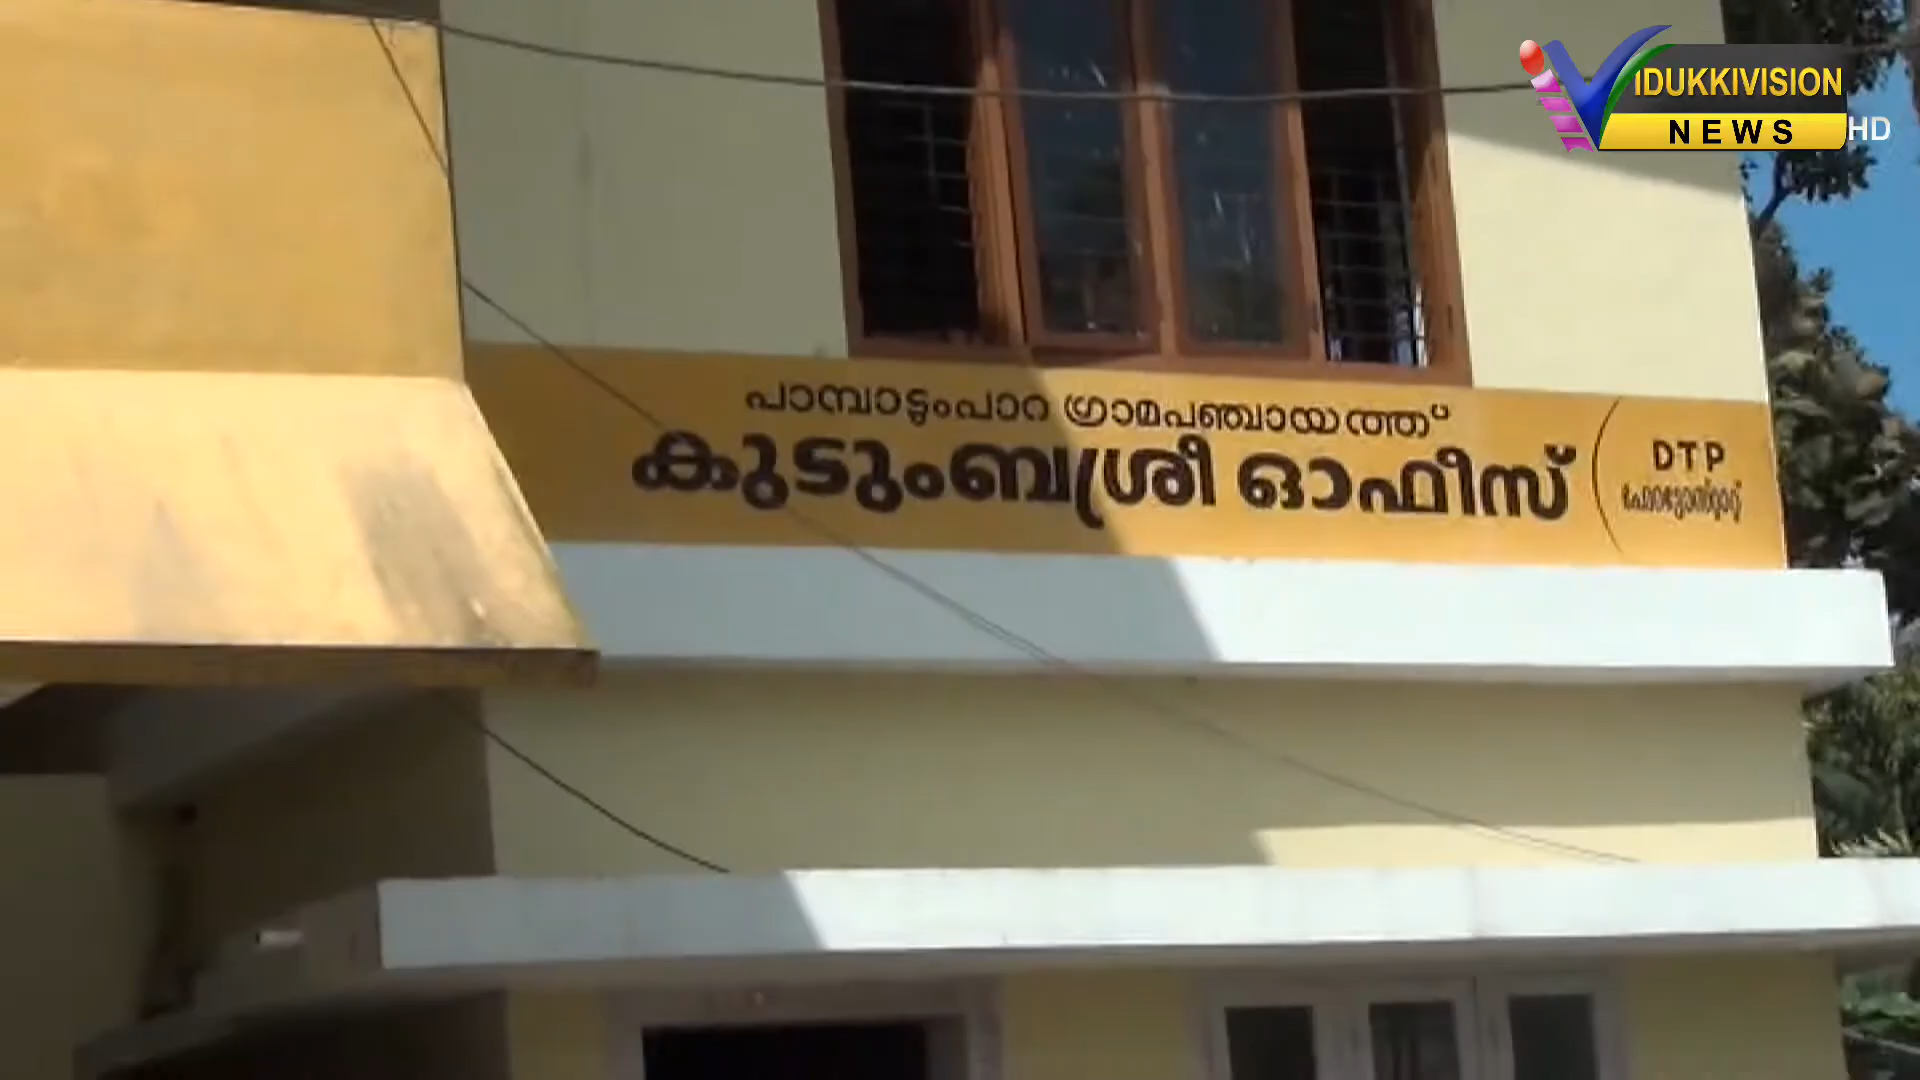 IDUKKIVISION
NEWS HD
പാമ്പാടുംപാറ ഗ്രാമപഞ്ചായത്ത്
കുടുംബശ്രീ ഓഫീസ്
DTP
ഫോട്ടോസ്റ്റാറ്റ്